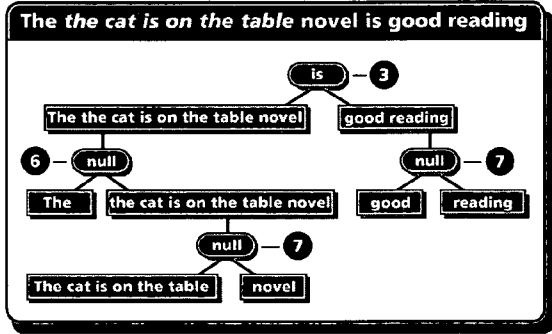 The the cat is on the table novel is good reading
is 3
The the cat is on the table novel good reading
6 null null 7
The the cat is on the table novel good reading
null 7
The cat is on the table novel